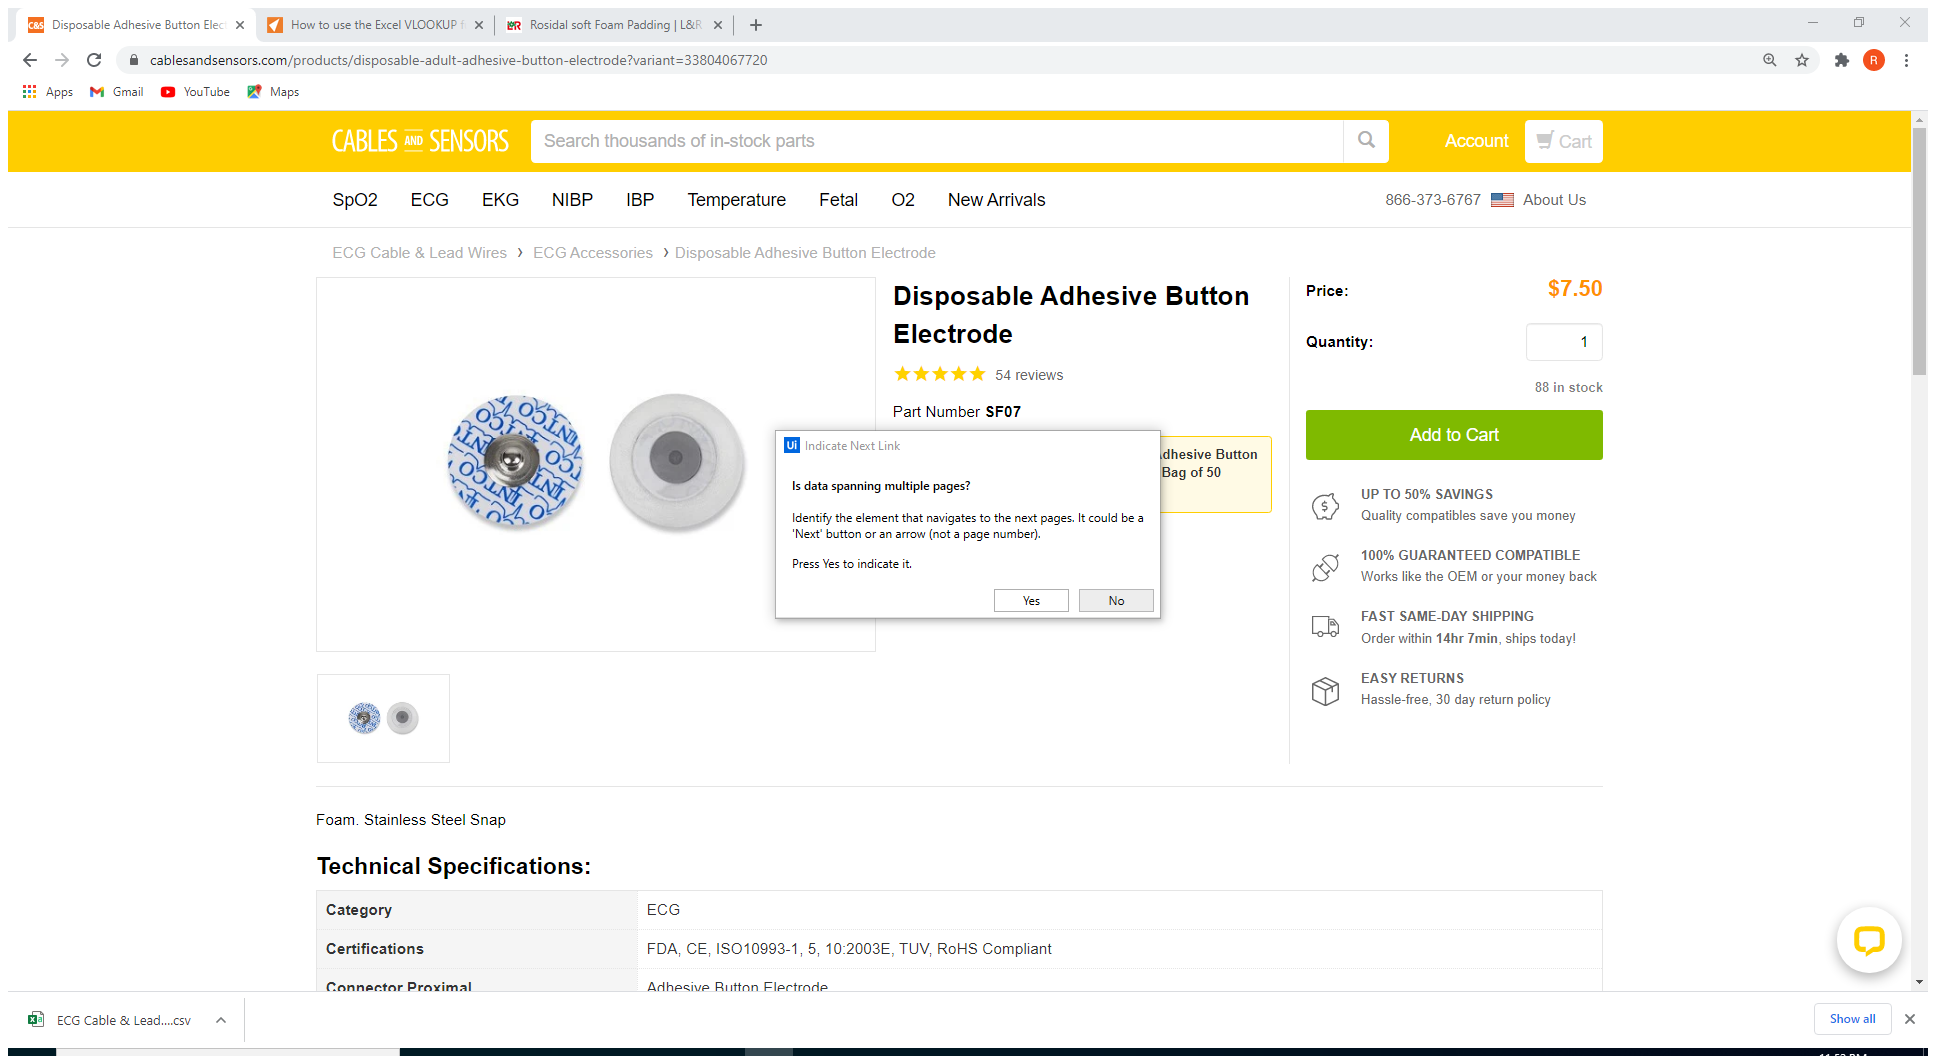 C&S Disposable Adhesive Button Elec
How to use the Excel VLOOKUP f
L&R Rosidal soft Foam Padding | L&R
cablesandsensors.com/products/disposable-adult-adhesive-button-electrode?variant=33804067720
R
Apps Gmail YouTube Maps
CABLES AND SENSORS
Search thousands of in-stock parts
Account
Cart
SpO2 ECG EKG NIBP IBP Temperature Fetal O2 New Arrivals
866-373-6767 About Us
ECG Cable & Lead Wires › ECG Accessories › Disposable Adhesive Button Electrode
Disposable Adhesive Button
Electrode
54 reviews
Part Number SF07
dhesive Button
Bag of 50
INTCO
Ui Indicate Next Link
Is data spanning multiple pages?
Identify the element that navigates to the next pages. It could be a
'Next' button or an arrow (not a page number).
Press Yes to indicate it.
Yes No
Price: $7.50
Quantity: 1
88 in stock
Add to Cart
UP TO 50% SAVINGS
Quality compatibles save you money
100% GUARANTEED COMPATIBLE
Works like the OEM or your money back
FAST SAME-DAY SHIPPING
Order within 14hr 7min, ships today!
EASY RETURNS
Hassle-free, 30 day return policy
Foam. Stainless Steel Snap
Technical Specifications:
Category ECG
Certifications FDA, CE, ISO10993-1, 5, 10:2003E, TUV, RoHS Compliant
Connector Proximal Adhesive Button Electrode
ECG Cable & Lead....csv
Show all